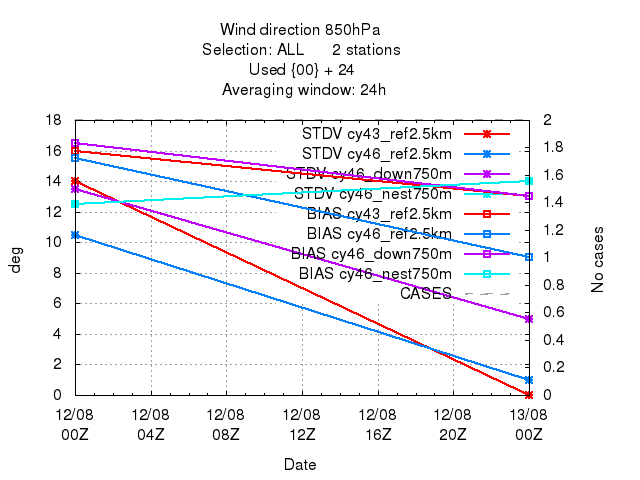 Wind direction 850hPa
Selection: ALL 2 stations
Used {00} + 24
Averaging window: 24h
18
16
14
12
10
8
6
4
2
0
deg
2
1.8
1.6
1.4
1.2
1
0.8
0.6
0.4
0.2
0
No cases
STDV cy43_ref2.5km
STDV cy46_ref2.5km
STDV cy46_down750m
STDV cy46_nest750m
BIAS cy43_ref2.5km
BIAS cy46_ref2.5km
BIAS cy46_down750m
BIAS cy46_nest750m
CASES
12/08 12/08 12/08 12/08 12/08 12/08 13/08
00Z 04Z 08Z 12Z 16Z 20Z 00Z
Date